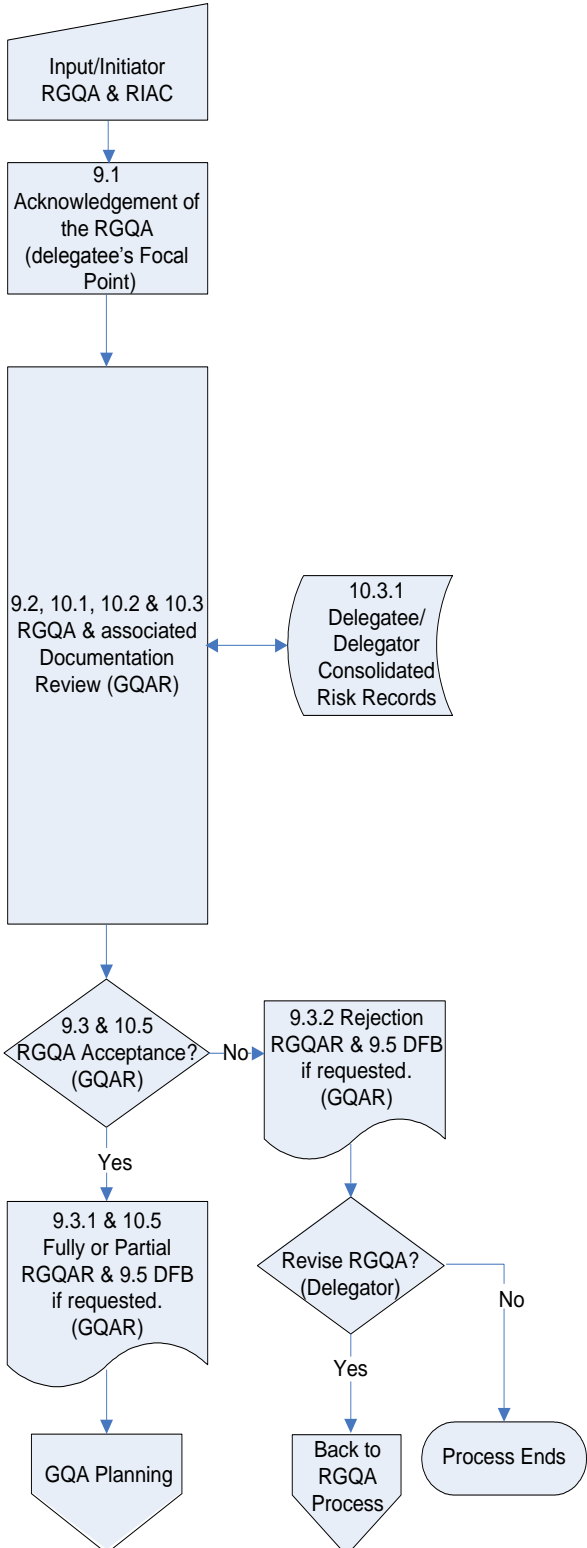 Input/Initiator
RGQA & RIAC
9.1
Acknowledgement of
the RGQA
(delegatee's Focal
Point)
9.2, 10.1, 10.2 & 10.3
RGQA & associated
Documentation
Review (GQAR)
10.3.1
Delegatee/
Delegator
Consolidated
Risk Records
9.3 & 10.5
RGQA Acceptance?
(GQAR)
No
9.3.2 Rejection
RGQAR & 9.5 DFB
if requested.
(GQAR)
Yes
9.3.1 & 10.5
Fully or Partial
RGQAR & 9.5 DFB
if requested.
(GQAR)
Revise RGQA?
(Delegator)
No
Yes
GQA Planning
Back to
RGQA
Process
Process Ends